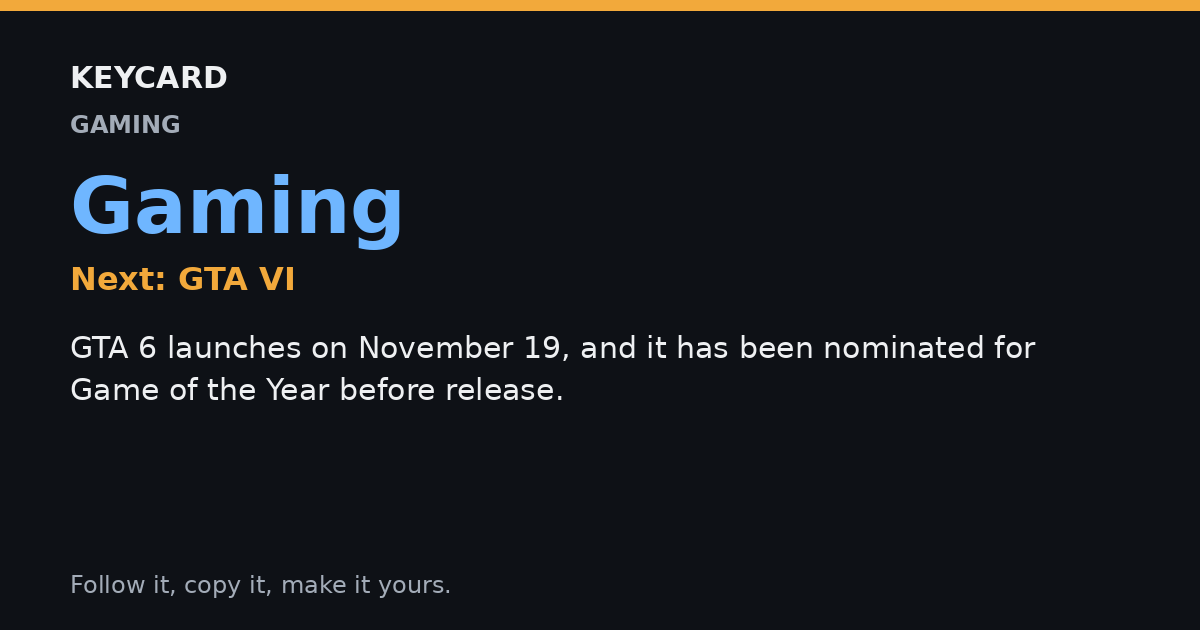 KEYCARD
GAMING
Gaming
Next: GTA VI
GTA 6 launches on November 19, and it has been nominated for
Game of the Year before release.
Follow it, copy it, make it yours.